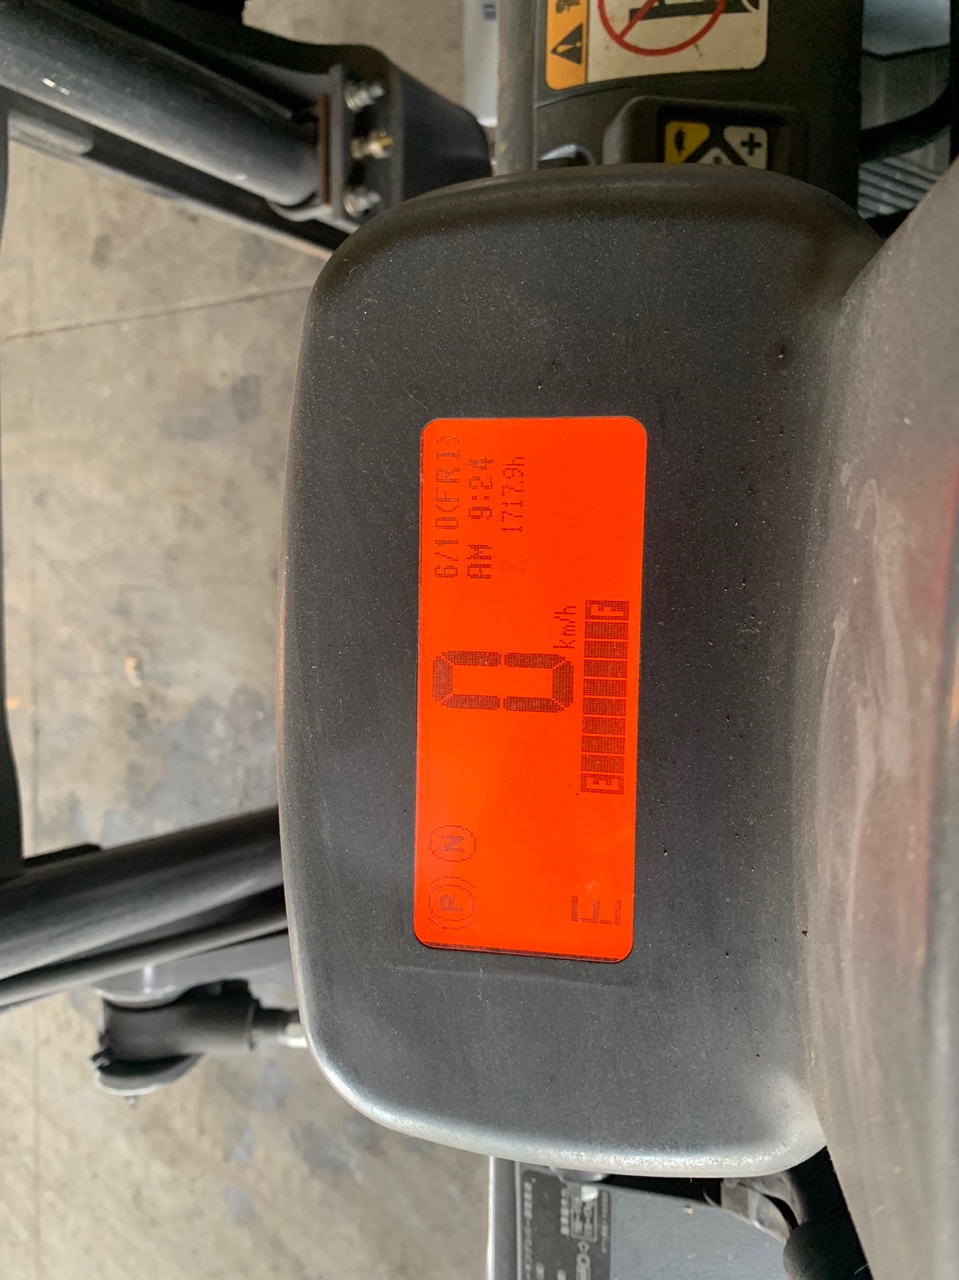 P N
6/10(FRI)
AM 9:24
1717.9h
0 km/h
E
E F